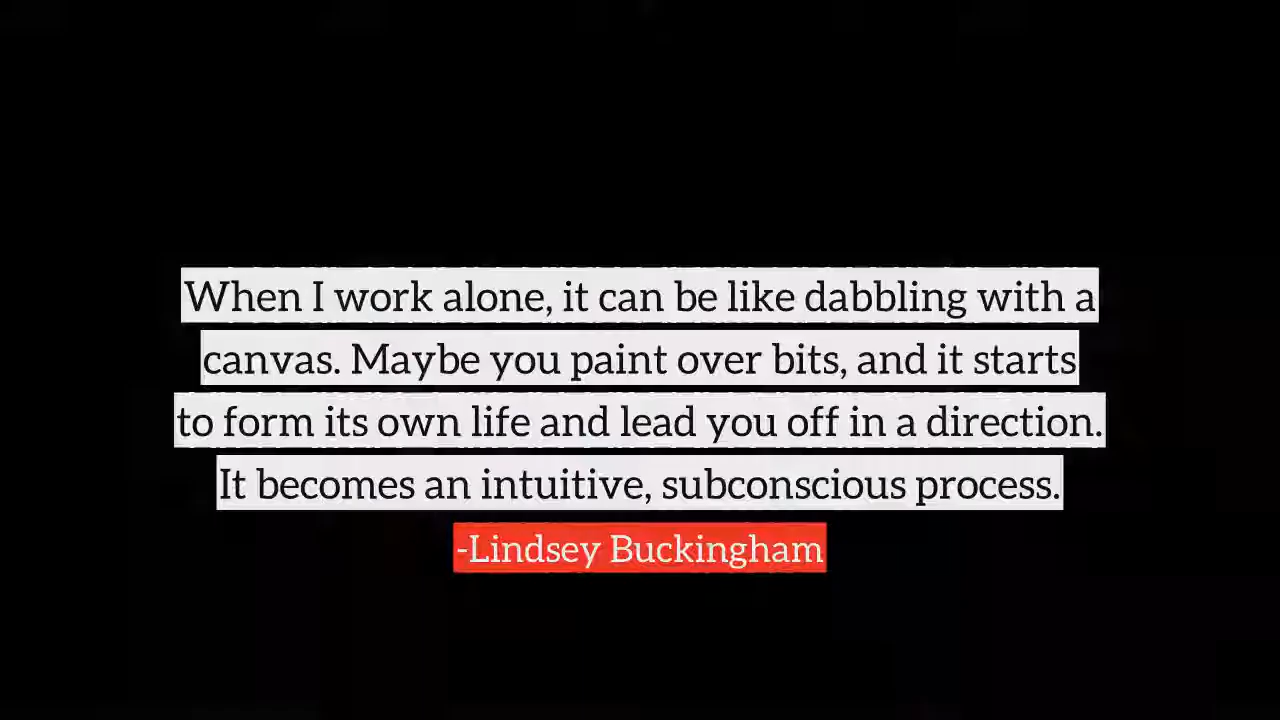 When I work alone, it can be like dabbling with a
canvas. Maybe you paint over bits, and it starts
to form its own life and lead you off in a direction.
It becomes an intuitive, subconscious process.
-Lindsey Buckingham